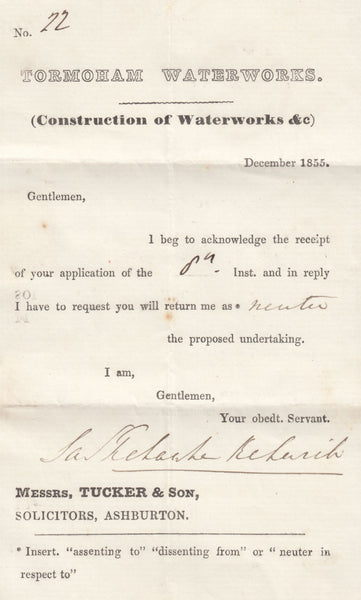 No. 22
TORMOHAM WATERWORKS.
(Construction of Waterworks &c)
December 1855.
Gentlemen,
I beg to acknowledge the receipt
of your application of the 8th. Inst. and in reply
I have to request you will return me as * neuter
the proposed undertaking.
I am,
Gentlemen,
Your obedt. Servant.
MESSRS, TUCKER & SON,
SOLICITORS, ASHBURTON.
* Insert. "assenting to" "dissenting from" or "neuter in
respect to"